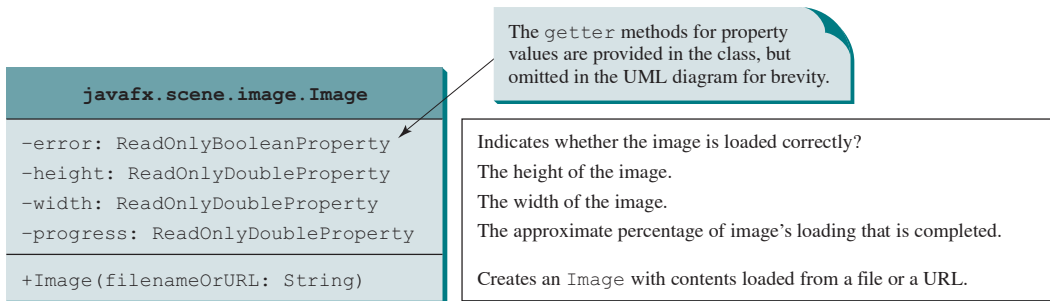 The getter methods for property
values are provided in the class, but
omitted in the UML diagram for brevity.
javafx.scene.image.Image
-error: ReadOnlyBooleanProperty
Indicates whether the image is loaded correctly?
-height: ReadOnlyDoubleProperty
The height of the image.
-width: ReadOnlyDoubleProperty
The width of the image.
-progress: ReadOnlyDoubleProperty
The approximate percentage of image's loading that is completed.
+Image(filenameOrURL: String)
Creates an Image with contents loaded from a file or a URL.